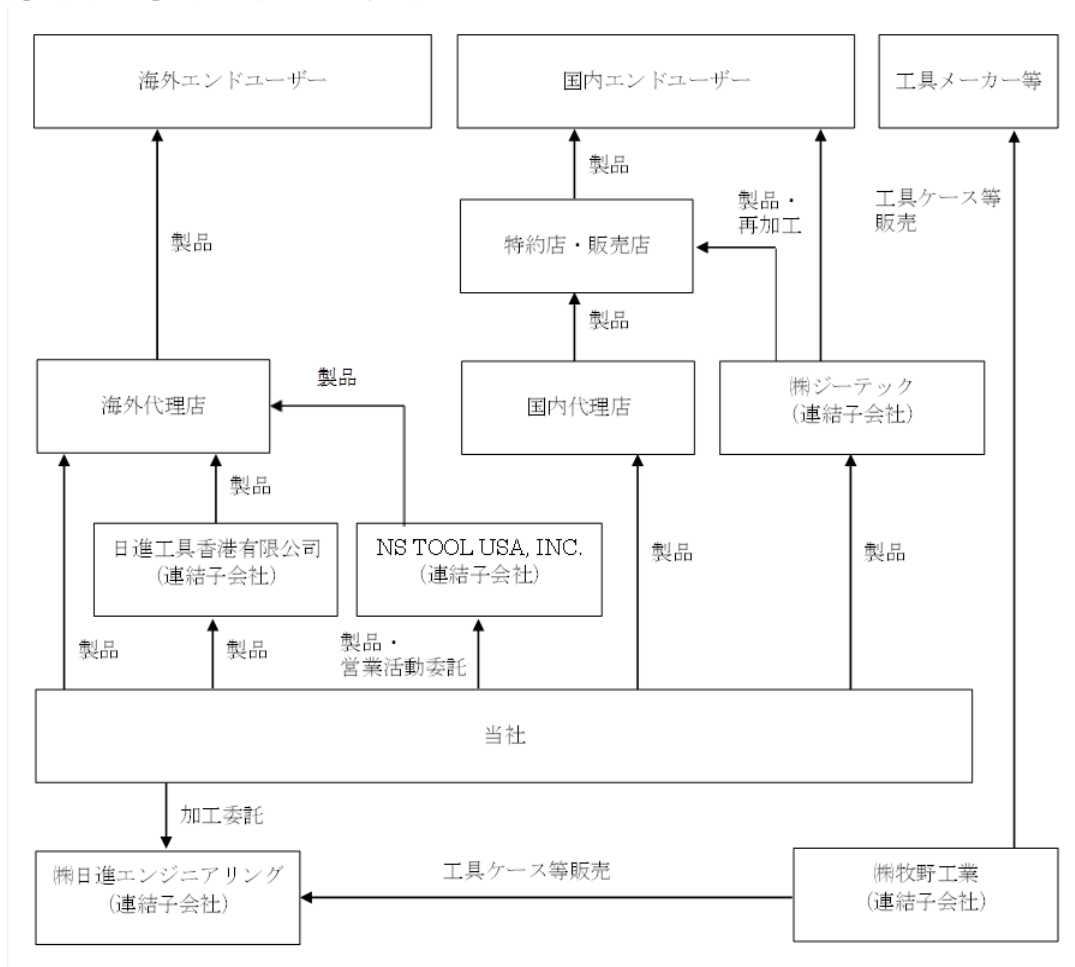 海外エンドユーザー
国内エンドユーザー
工具メーカー等
製品
製品・
再加工
工具ケース等
販売
製品
特約店・販売店
製品
製品
海外代理店
国内代理店
㈱ジーテック
(連結子会社)
製品
日進工具香港有限公司
(連結子会社)
NS TOOL USA, INC.
(連結子会社)
製品
製品
製品
製品
製品・
営業活動委託
当社
加工委託
㈱日進エンジニアリング
(連結子会社)
工具ケース等販売
㈱牧野工業
(連結子会社)